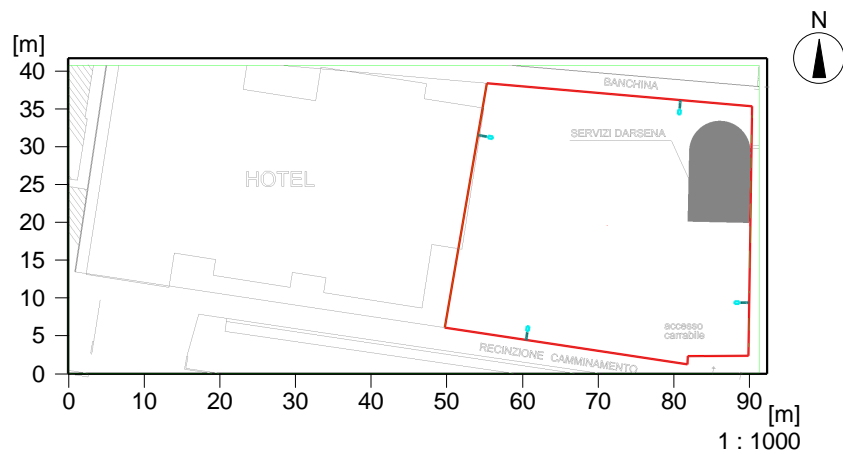 N
[m]
40
35
30
25
20
15
10
5
0
BANCHINA
SERVIZI DARSENA
HOTEL
accesso
carrabile
RECINZIONE CAMMINAMENTO
0 10 20 30 40 50 60 70 80 90
[m]
1 : 1000